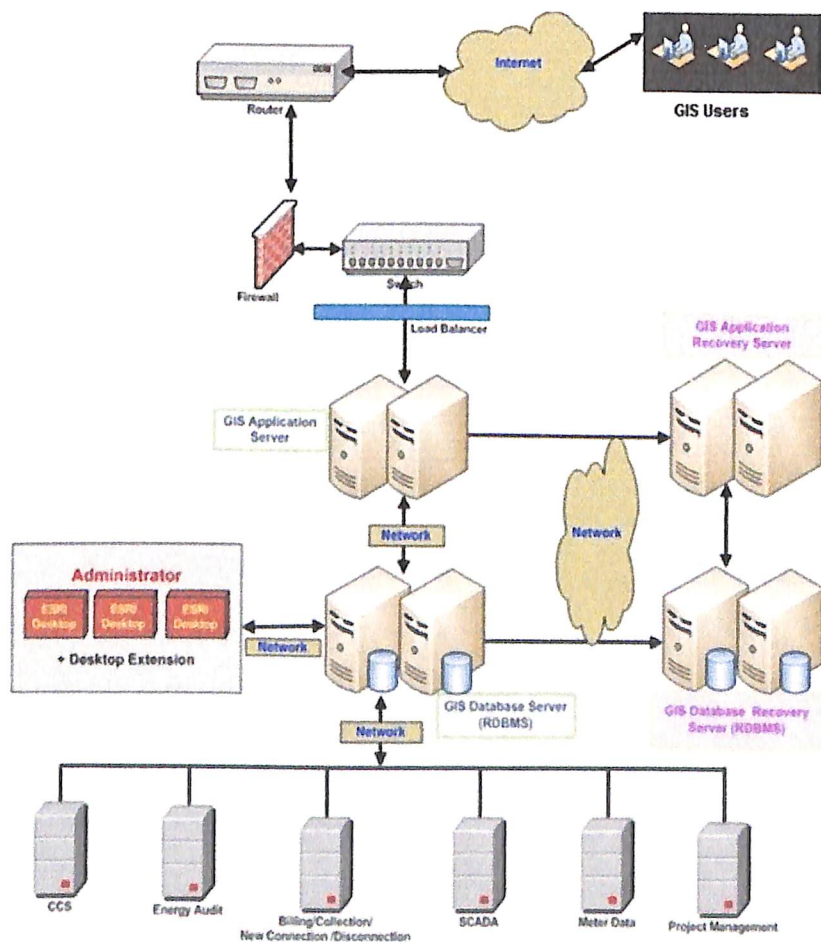 Internet
Router
GIS Users
Firewall
Switch
Load Balancer
GIS Application
Recovery Server
GIS Application
Server
Network
Network
Administrator
ESRI
Desktop
ESRI
Desktop
ESRI
Desktop
+ Desktop Extension
Network
GIS Database Server
(RDBMS)
GIS Database Recovery
Server (RDBMS)
Network
CCS
Energy Audit
Billing/Collection/
New Connection /Disconnection
SCADA
Meter Data
Project Management